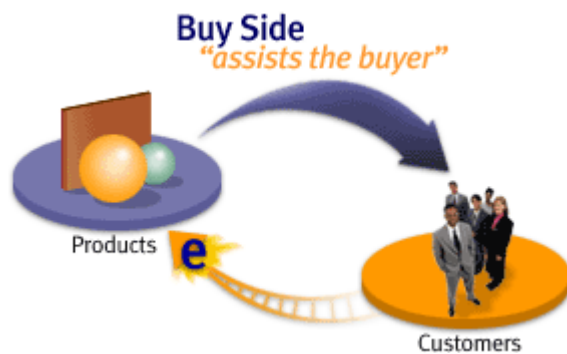 Buy Side
“assists the buyer”
Products
e
Customers